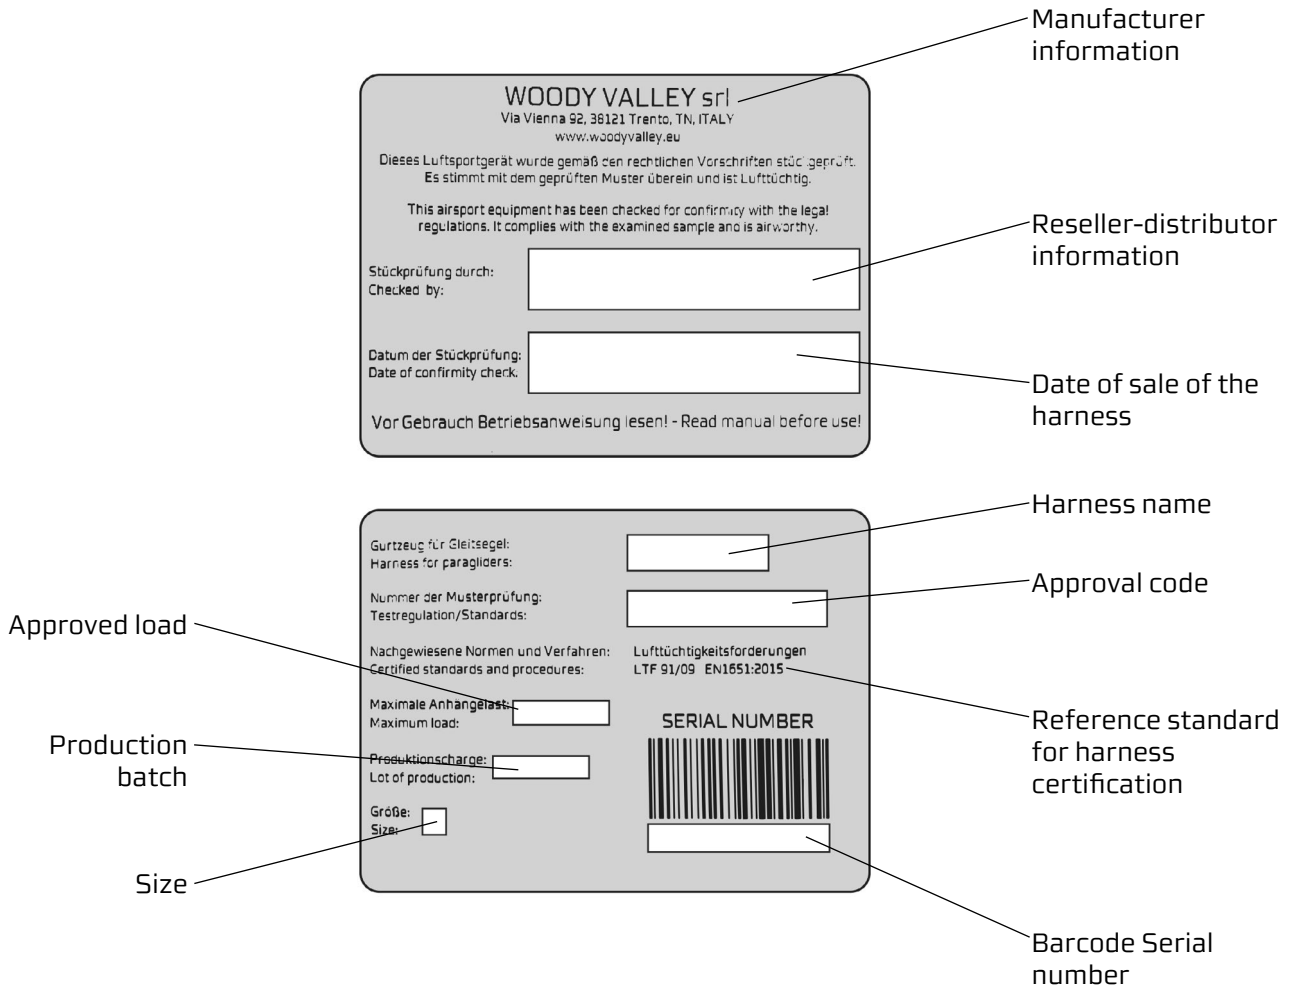 Manufacturer
information
WOODY VALLEY srl
Via Vienna 92, 38121 Trento, TN, ITALY
www.woodyvalley.eu
Dieses Luftsportgerät wurde gemäß den rechtlichen Vorschriften stückgeprüft.
Es stimmt mit dem geprüften Muster überein und ist Lufttüchtig.
This airsport equipment has been checked for confirmity with the legal
regulations. It complies with the examined sample and is airworthy.
Reseller-distributor
information
Stückprüfung durch:
Checked by:
Datum der Stückprüfung:
Date of confirmity check.
Date of sale of the
harness
Vor Gebrauch Betriebsanweisung lesen! - Read manual before use!
Harness name
Gurtzeug für Gleitsegel:
Harness for paragliders:
Approval code
Nummer der Musterprüfung:
Testregulation/Standards:
Approved load
Nachgewiesene Normen und Verfahren: Lufttüchtigkeitsforderungen
Certified standards and procedures: LTF 91/09 EN1651:2015
Maximale Anhängelast:
Maximum load:
SERIAL NUMBER
Reference standard
for harness
certification
Production
batch
Produktionscharge:
Lot of production:
Größe:
Size:
Size
Barcode Serial
number